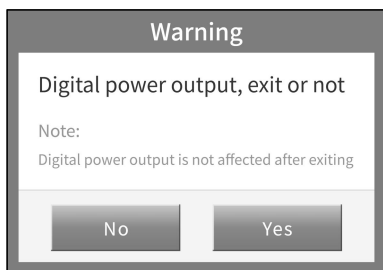 Warning
Digital power output, exit or not
Note:
Digital power output is not affected after exiting
No
Yes